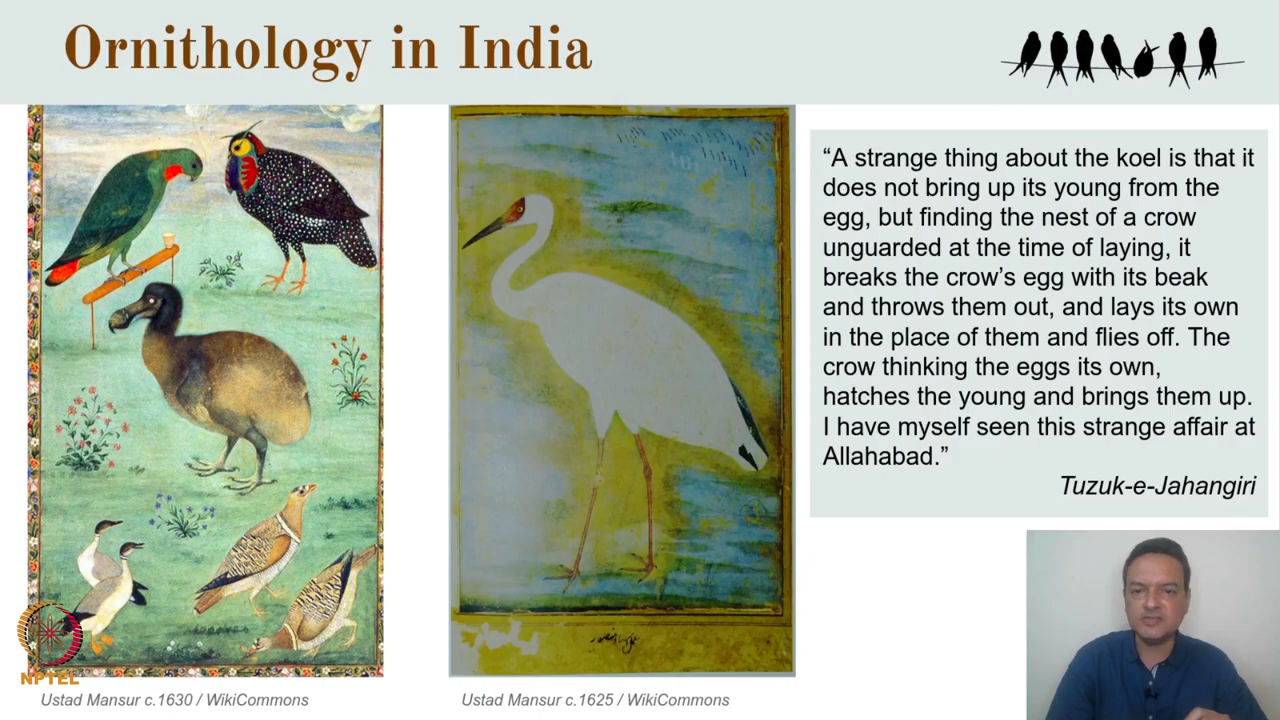 Ornithology in India
“A strange thing about the koel is that it
does not bring up its young from the
egg, but finding the nest of a crow
unguarded at the time of laying, it
breaks the crow’s egg with its beak
and throws them out, and lays its own
in the place of them and flies off. The
crow thinking the eggs its own,
hatches the young and brings them up.
I have myself seen this strange affair at
Allahabad.”
Tuzuk-e-Jahangiri
NPTEL
Ustad Mansur c.1630 / WikiCommons
Ustad Mansur c.1625 / WikiCommons